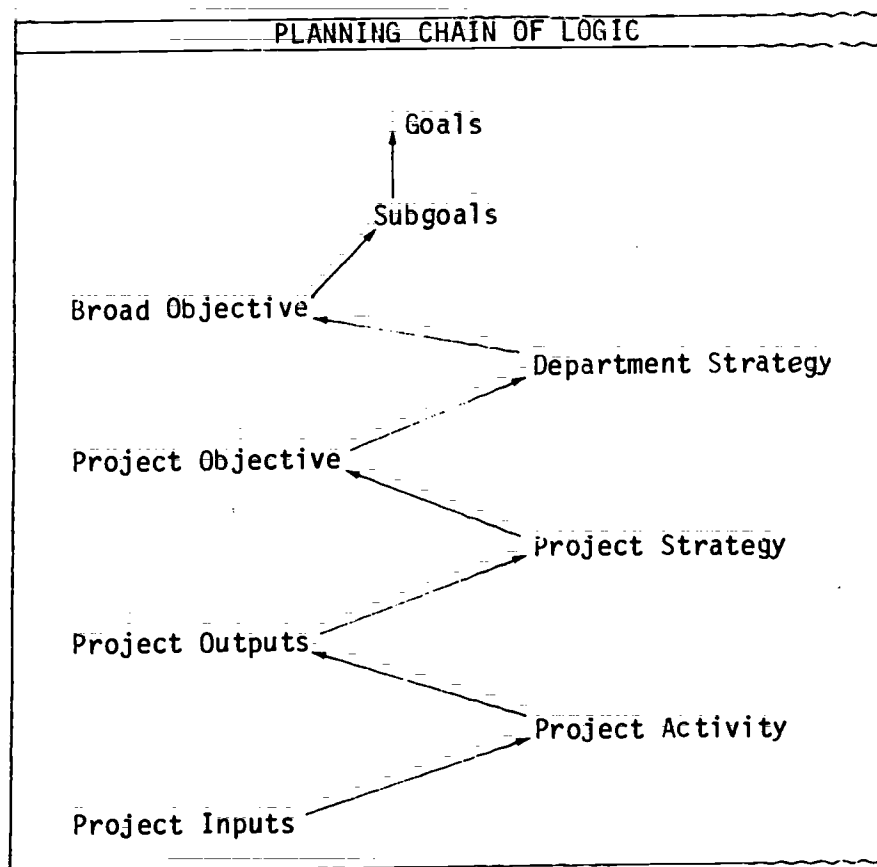 PLANNING CHAIN OF LOGIC
Goals
Subgoals
Broad Objective
Department Strategy
Project Objective
Project Strategy
Project Outputs
Project Activity
Project Inputs